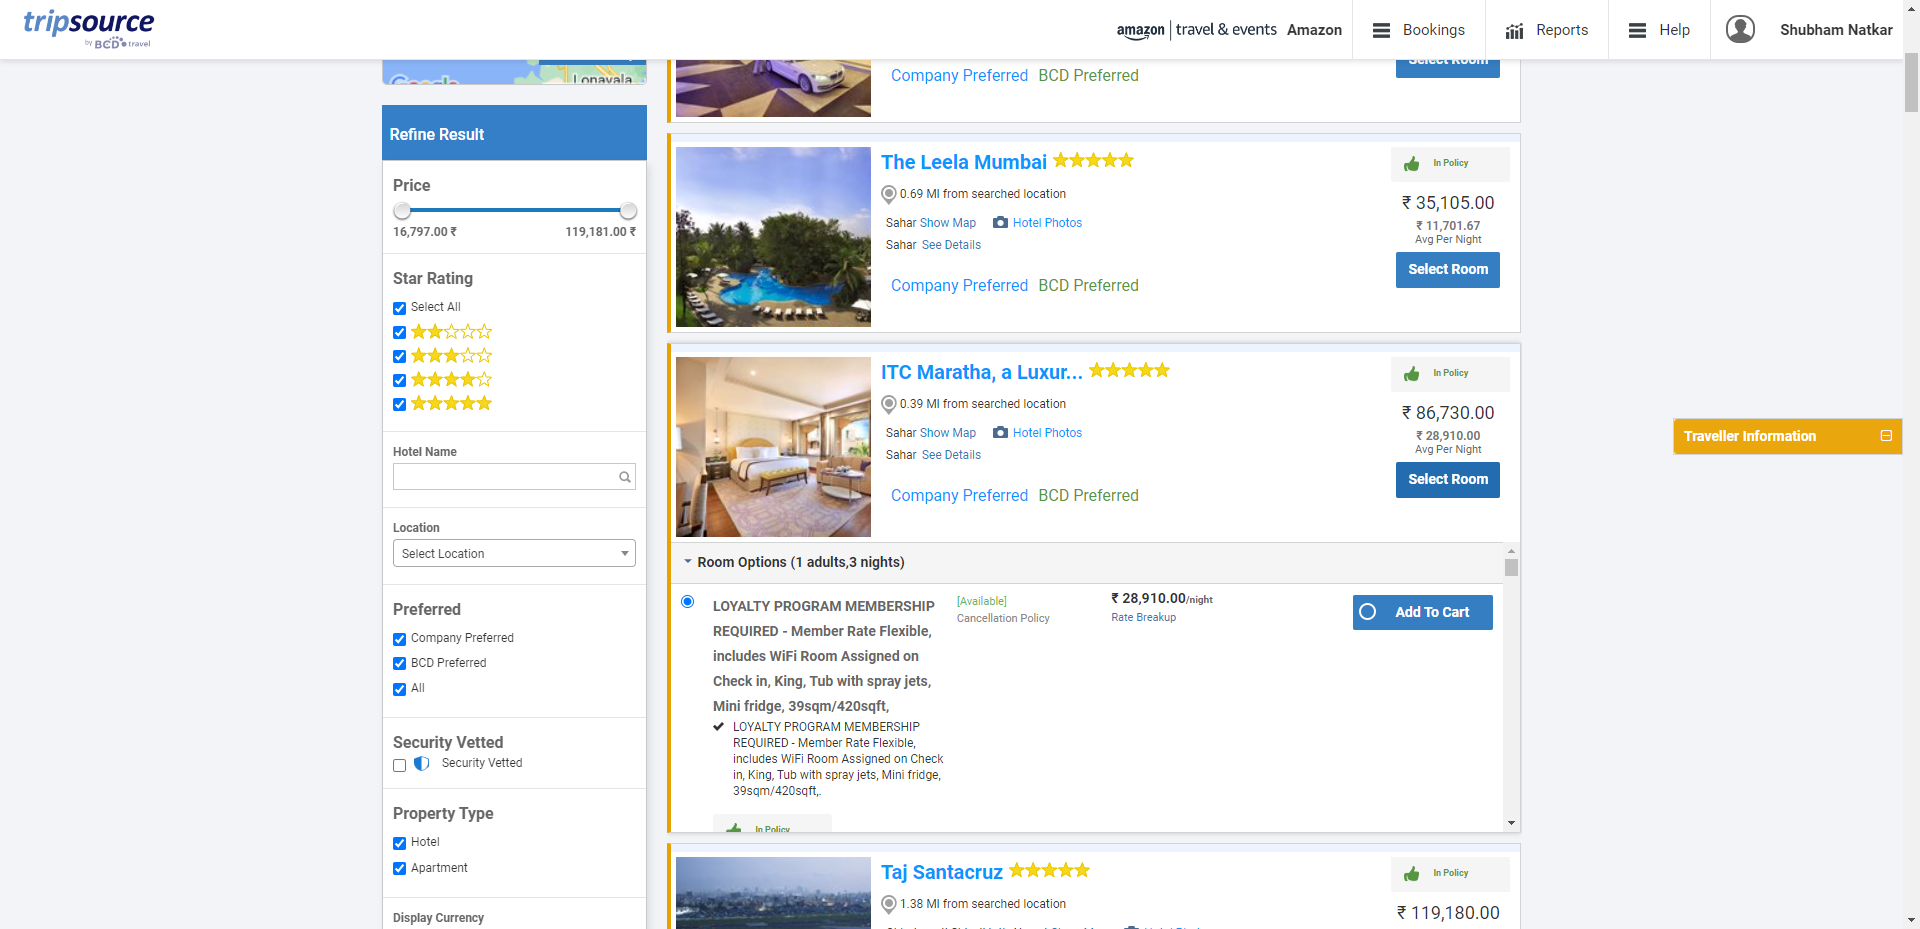 tripsource
by BCD travel
amazon | travel & events Amazon
Bookings
Reports
Help
Shubham Natkar
Lonavala
Refine Result
Price
16,797.00 ₹ 119,181.00 ₹
Star Rating
Select All
Hotel Name
Location
Select Location
Preferred
Company Preferred
BCD Preferred
All
Security Vetted
Security Vetted
Property Type
Hotel
Apartment
Display Currency
Company Preferred BCD Preferred
Select Room
The Leela Mumbai
0.69 MI from searched location
Sahar Show Map Hotel Photos
Sahar See Details
Company Preferred BCD Preferred
In Policy
₹ 35,105.00
₹ 11,701.67
Avg Per Night
Select Room
ITC Maratha, a Luxur...
0.39 MI from searched location
Sahar Show Map Hotel Photos
Sahar See Details
Company Preferred BCD Preferred
In Policy
₹ 86,730.00
₹ 28,910.00
Avg Per Night
Select Room
Room Options (1 adults,3 nights)
LOYALTY PROGRAM MEMBERSHIP
REQUIRED - Member Rate Flexible,
includes WiFi Room Assigned on
Check in, King, Tub with spray jets,
Mini fridge, 39sqm/420sqft,
LOYALTY PROGRAM MEMBERSHIP
REQUIRED - Member Rate Flexible,
includes WiFi Room Assigned on Check
in, King, Tub with spray jets, Mini fridge,
39sqm/420sqft,.
In Policy
[Available]
Cancellation Policy
₹ 28,910.00/night
Rate Breakup
Add To Cart
Taj Santacruz
1.38 MI from searched location
In Policy
₹ 119,180.00
Traveller Information